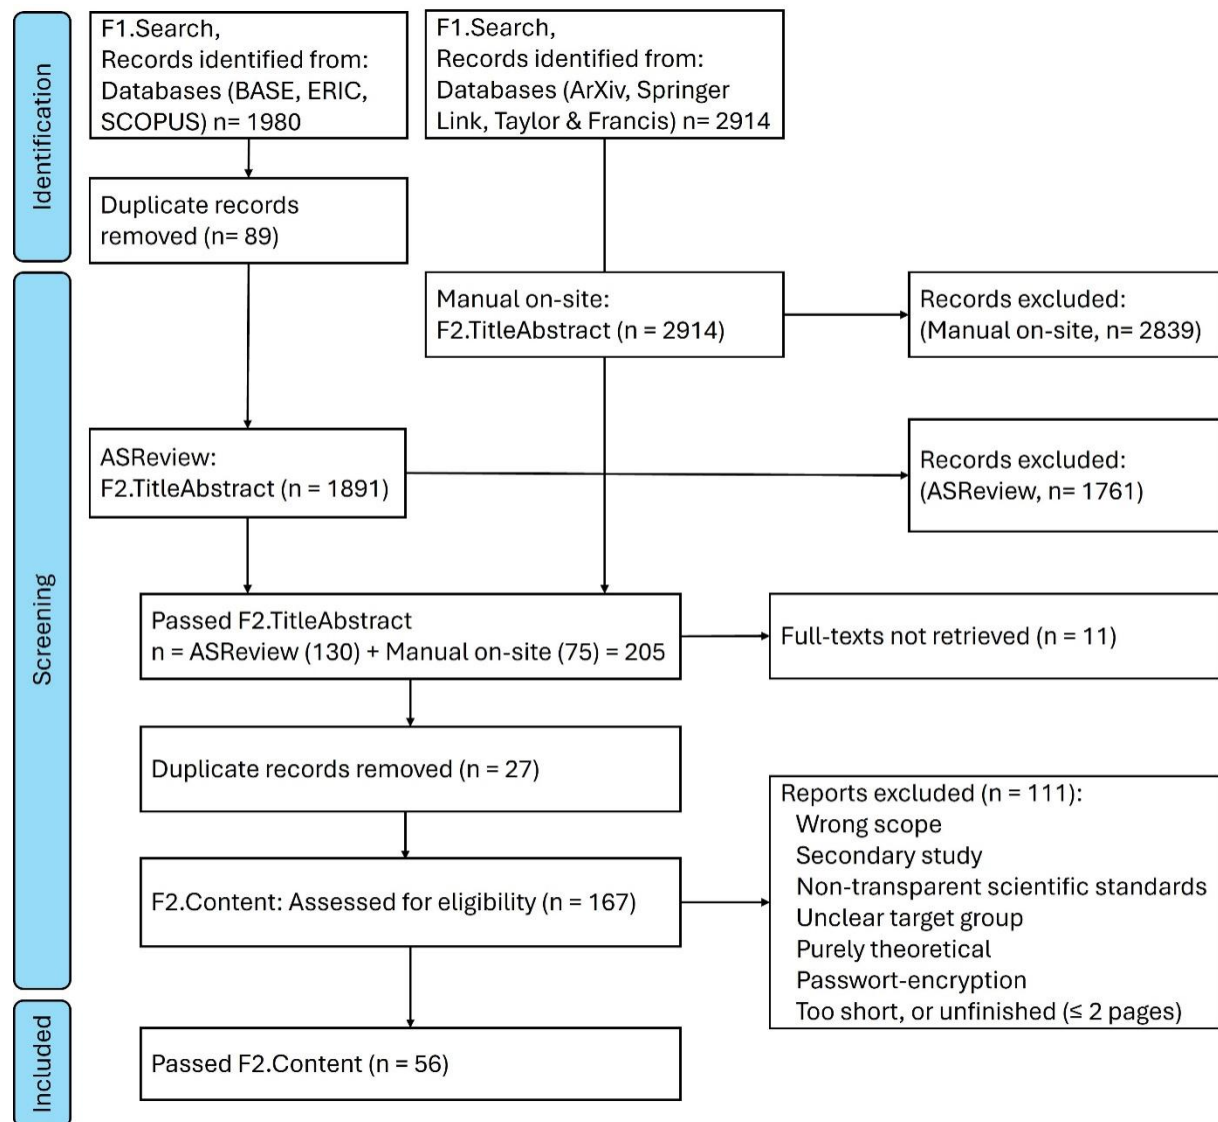 Identification
F1.Search,
Records identified from:
Databases (BASE, ERIC,
SCOPUS) n= 1980
F1.Search,
Records identified from:
Databases (ArXiv, Springer
Link, Taylor & Francis) n= 2914
Duplicate records
removed (n= 89)
Screening
Manual on-site:
F2.TitleAbstract (n = 2914)
Records excluded:
(Manual on-site, n= 2839)
ASReview:
F2.TitleAbstract (n = 1891)
Records excluded:
(ASReview, n= 1761)
Passed F2.TitleAbstract
n = ASReview (130) + Manual on-site (75) = 205
Full-texts not retrieved (n = 11)
Duplicate records removed (n = 27)
F2.Content: Assessed for eligibility (n = 167)
Reports excluded (n = 111):
Wrong scope
Secondary study
Non-transparent scientific standards
Unclear target group
Purely theoretical
Passwort-encryption
Too short, or unfinished (≤ 2 pages)
Included
Passed F2.Content (n = 56)